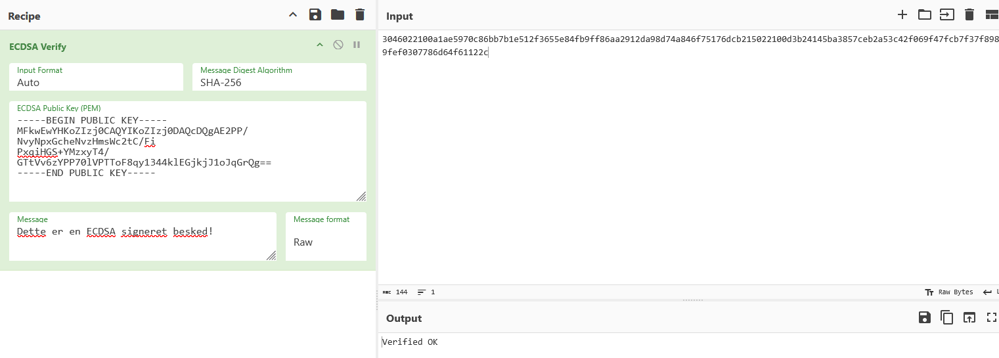 Recipe
ECDSA Verify
Input Format
Auto
Message Digest Algorithm
SHA-256
ECDSA Public Key (PEM)
-----BEGIN PUBLIC KEY-----
MFkwEwYHKoZIzj0CAQYIKoZIzj0DAQcDQgAE2PP/
NvyNpxGcheNvzHmsWc2tC/Fi
PxqiHGS+YMzxyT4/
GTtVv6zYPP70lVPTToF8qy1344klEGjkjJ1oJqGrQg==
-----END PUBLIC KEY-----
Message
Dette er en ECDSA signeret besked!
Message format
Raw
Input
3046022100a1ae5970c86bb7b1e512f3655e84fb9ff86aa2912da98d74a846f75176dcb215022100d3b24145ba3857ceb2a53c42f069f47fcb7f37f898
9fef0307786d64f61122c
ABC 144 1
Raw Bytes
Output
Verified OK